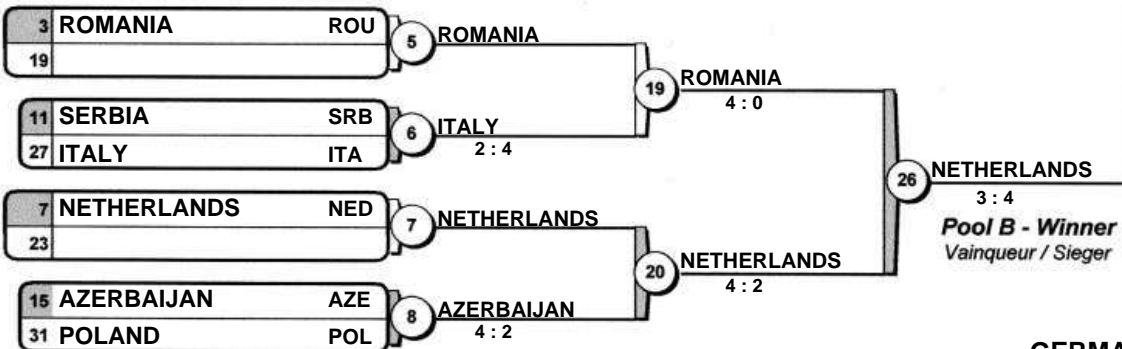 3 ROMANIA ROU
19
5 ROMANIA
11 SERBIA SRB
27 ITALY ITA
6 ITALY
2 : 4
19 ROMANIA
4 : 0
7 NETHERLANDS NED
23
7 NETHERLANDS
15 AZERBAIJAN AZE
31 POLAND POL
8 AZERBAIJAN
4 : 2
20 NETHERLANDS
4 : 2
26 NETHERLANDS
3 : 4
Pool B - Winner
Vainqueur / Sieger